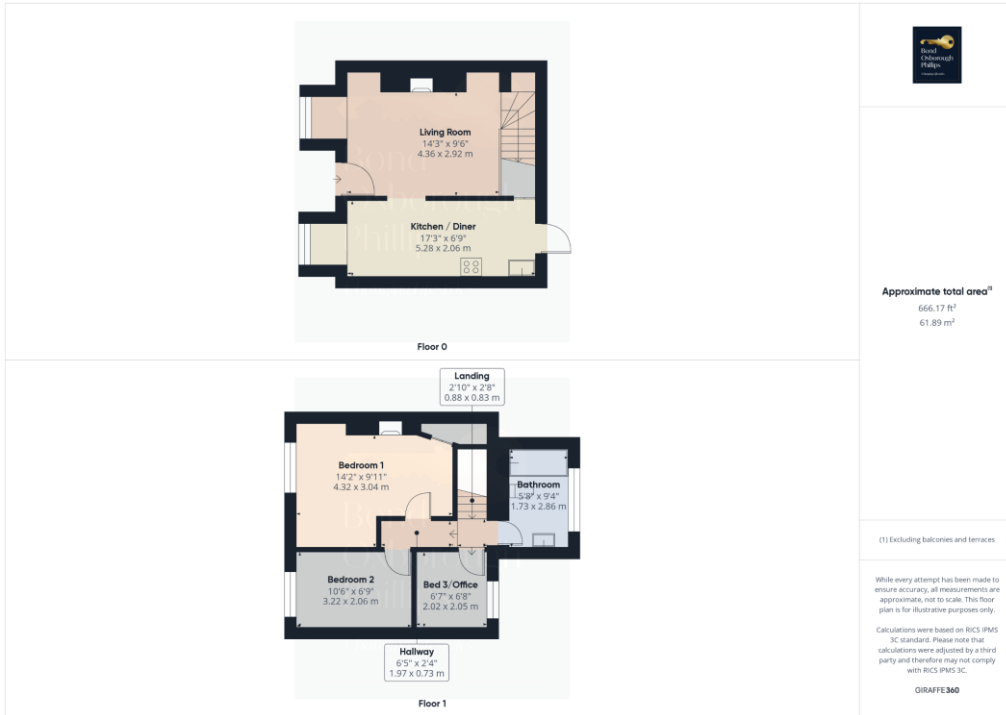 Living Room
14'3" x 9'6"
4.36 x 2.92 m
Kitchen / Diner
17'3" x 6'9"
5.28 x 2.06 m
Floor 0
Landing
2'10" x 2'8"
0.88 x 0.83 m
Bedroom 1
14'2" x 9'11"
4.32 x 3.04 m
Bathroom
5'8" x 9'4"
1.73 x 2.86 m
Bedroom 2
10'6" x 6'9"
3.22 x 2.06 m
Bed 3/Office
6'7" x 6'8"
2.02 x 2.05 m
Hallway
6'5" x 2'4"
1.97 x 0.73 m
Floor 1
Bond
Oxborough
Phillips
Approximate total area(1)
666.17 ft²
61.89 m²
(1) Excluding balconies and terraces
While every attempt has been made to
ensure accuracy, all measurements are
approximate, not to scale. This floor
plan is for illustrative purposes only.
Calculations were based on RICS IPMS
3C standard. Please note that
calculations were adjusted by a third
party and therefore may not comply
with RICS IPMS 3C.
GIRAFFE360